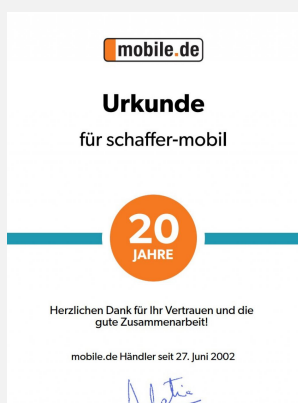 mobile.de
Urkunde
für schaffer-mobil
20
JAHRE
Herzlichen Dank für Ihr Vertrauen und die
gute Zusammenarbeit!
mobile.de Händler seit 27. Juni 2002